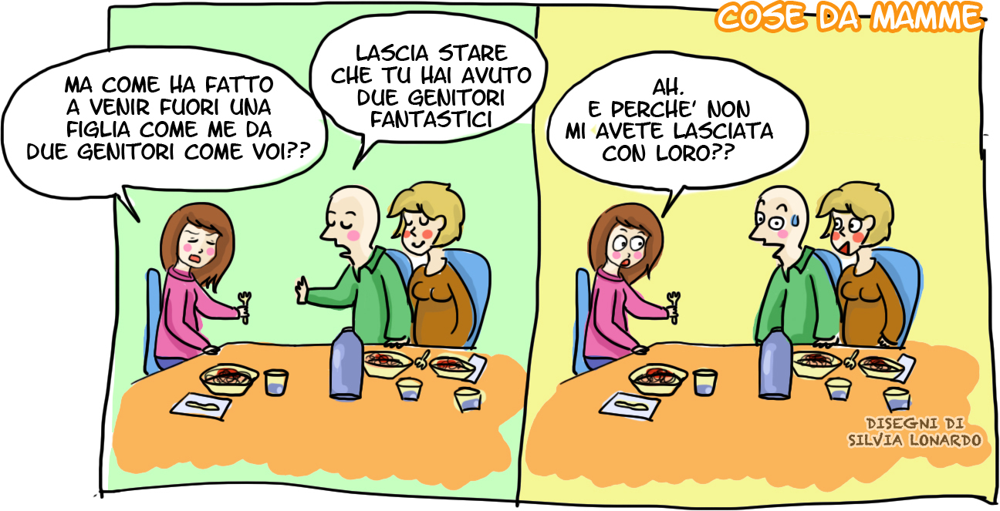 COSE DA MAMME
MA COME HA FATTO
A VENIR FUORI UNA
FIGLIA COME ME DA
DUE GENITORI COME VOI??
LASCIA STARE
CHE TU HAI AVUTO
DUE GENITORI
FANTASTICI
AH.
E PERCHE' NON
MI AVETE LASCIATA
CON LORO??
DISEGNI DI
SILVIA LONARDO